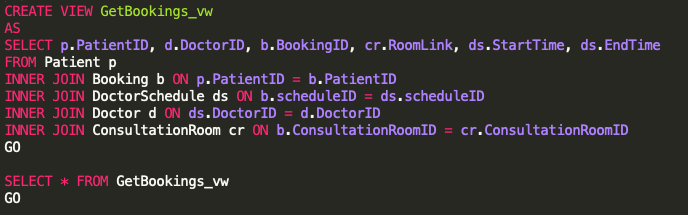 CREATE VIEW GetBookings_vw
AS
SELECT p.PatientID, d.DoctorID, b.BookingID, cr.RoomLink, ds.StartTime, ds.EndTime
FROM Patient p
INNER JOIN Booking b ON p.PatientID = b.PatientID
INNER JOIN DoctorSchedule ds ON b.scheduleID = ds.scheduleID
INNER JOIN Doctor d ON ds.DoctorID = d.DoctorID
INNER JOIN ConsultationRoom cr ON b.ConsultationRoomID = cr.ConsultationRoomID
GO

SELECT * FROM GetBookings_vw
GO